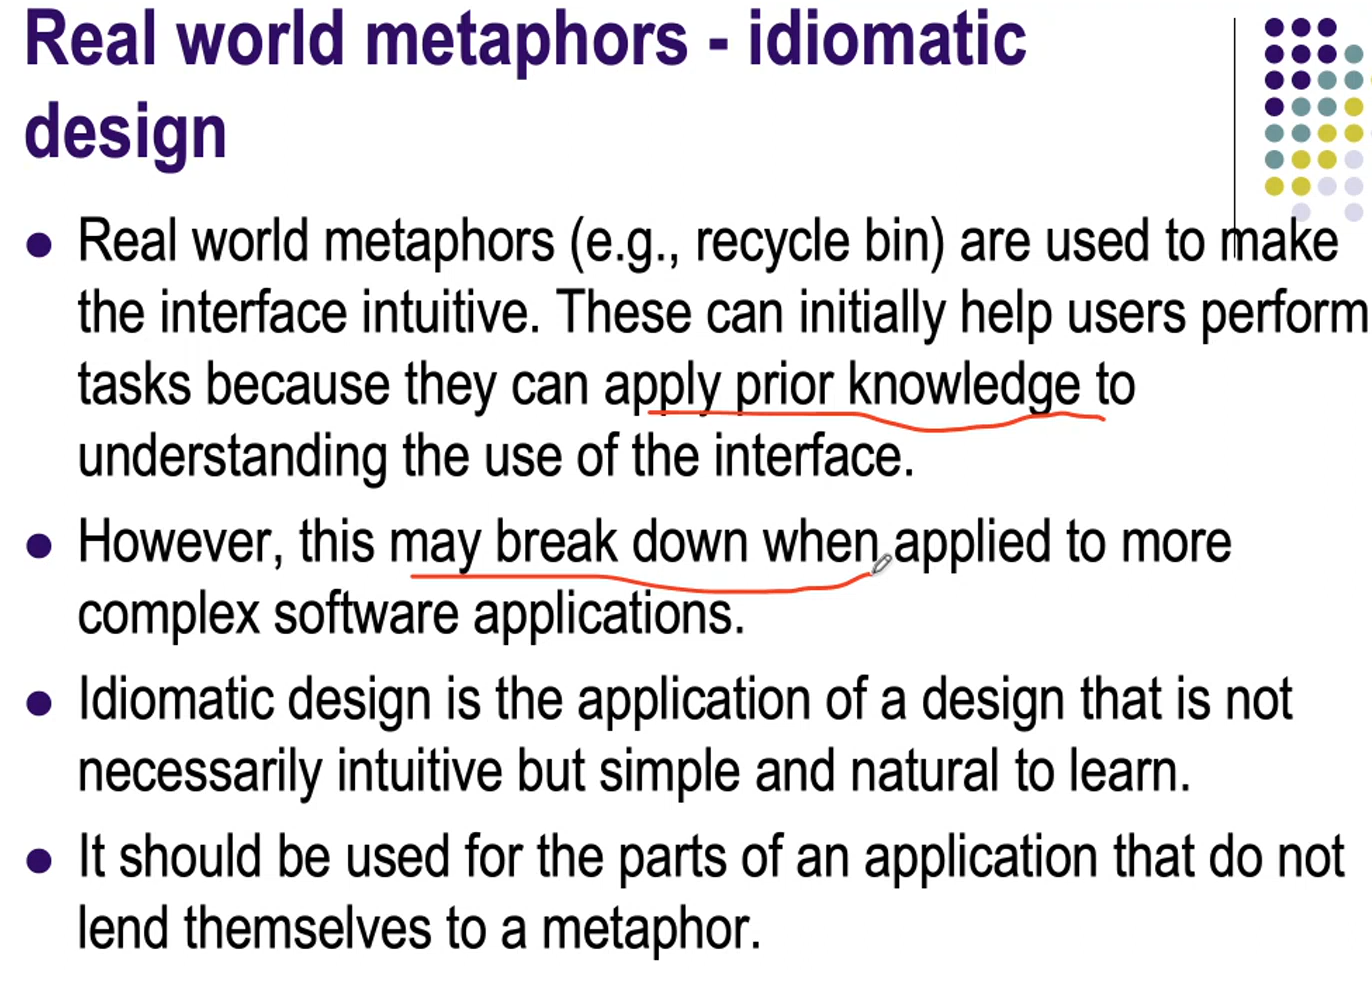 Real world metaphors - idiomatic
design
● Real world metaphors (e.g., recycle bin) are used to make
the interface intuitive. These can initially help users perform
tasks because they can apply prior knowledge to
understanding the use of the interface.
● However, this may break down when applied to more
complex software applications.
● Idiomatic design is the application of a design that is not
necessarily intuitive but simple and natural to learn.
● It should be used for the parts of an application that do not
lend themselves to a metaphor.